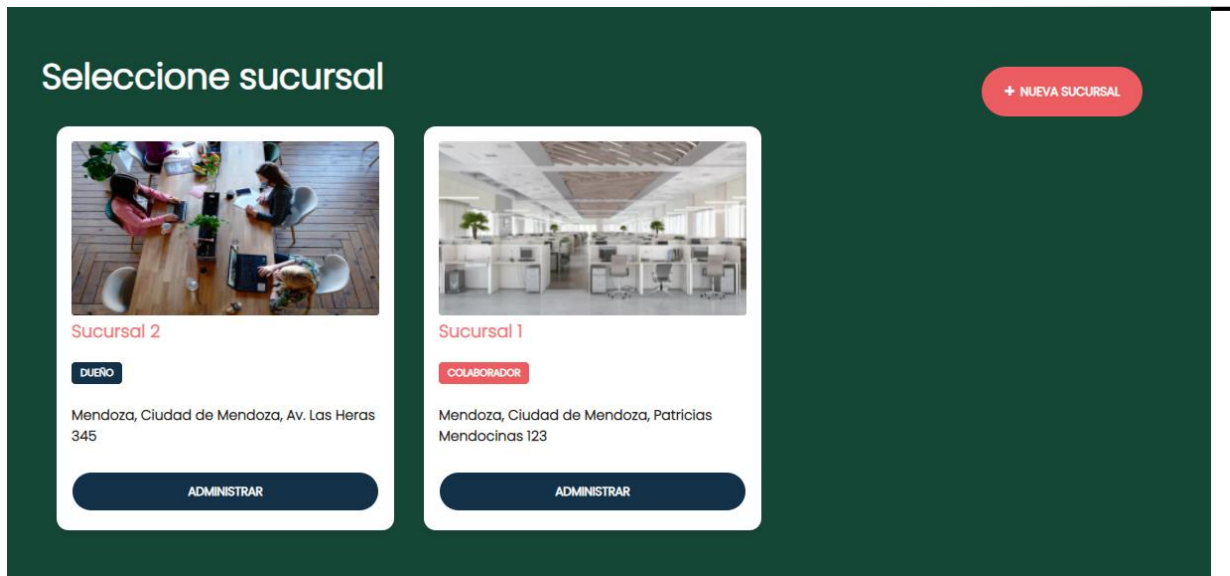 Seleccione sucursal
+ NUEVA SUCURSAL
Sucursal 2
DUEÑO
Mendoza, Ciudad de Mendoza, Av. Las Heras
345
ADMINISTRAR
Sucursal 1
COLABORADOR
Mendoza, Ciudad de Mendoza, Patricias
Mendocinas 123
ADMINISTRAR